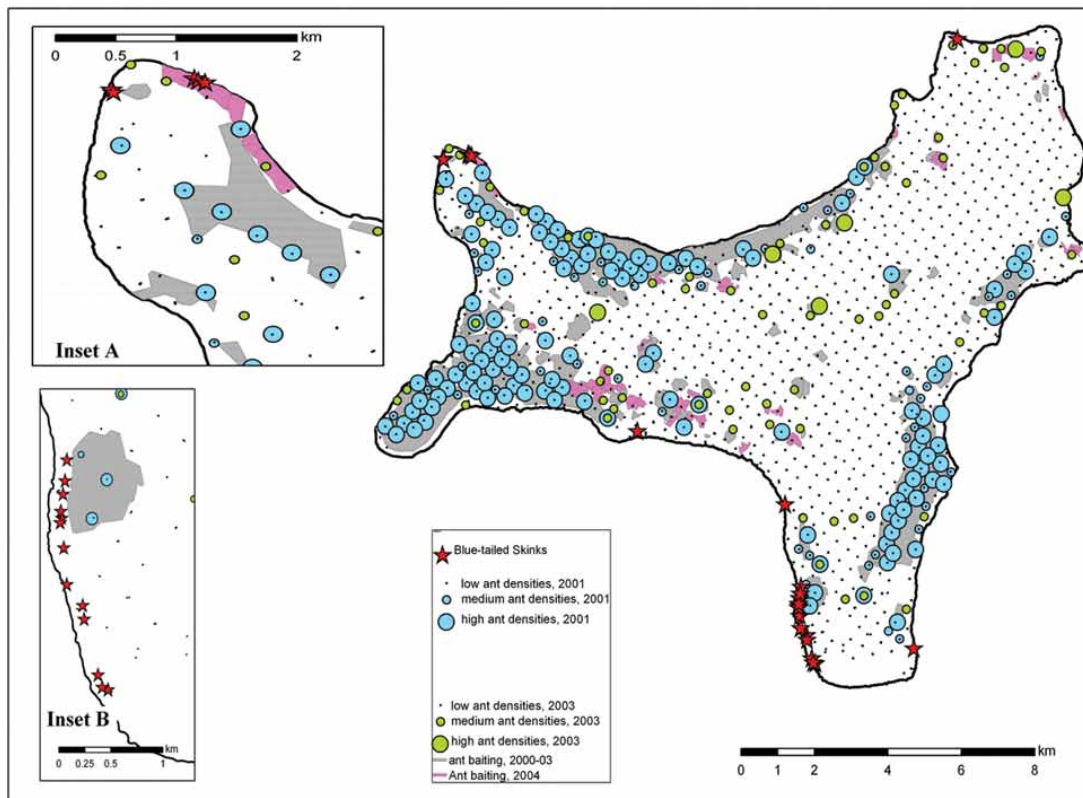 km
0 0.5 1 2
Inset A
Inset B
0 0.25 0.5 1 km
Blue-tailed Skinks
low ant densities, 2001
medium ant densities, 2001
high ant densities, 2001
low ant densities, 2003
medium ant densities, 2003
high ant densities, 2003
ant baiting, 2000-03
Ant baiting, 2004
km
0 1 2 4 6 8